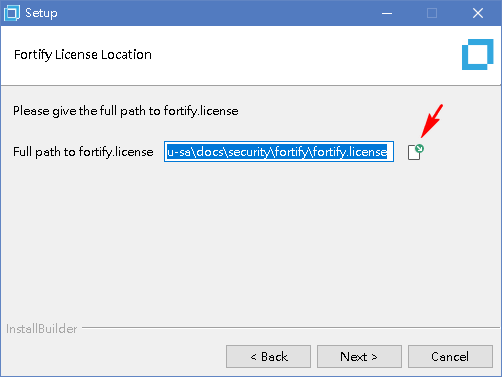 Setup
Fortify License Location
Please give the full path to fortify.license
Full path to fortify.license u-sa\docs\security\fortify\fortify.license
InstallBuilder
< Back Next > Cancel